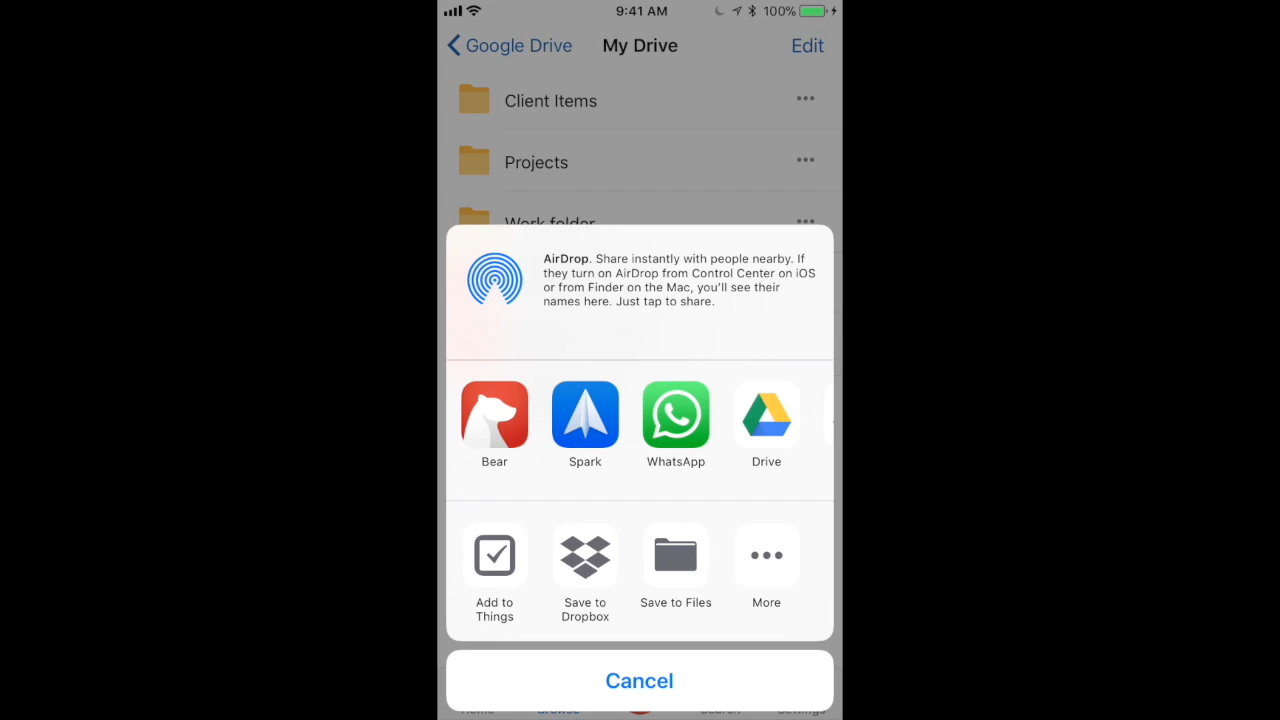 9:41 AM
100%
Google Drive
My Drive
Edit
Client Items
Projects
Work folder
AirDrop. Share instantly with people nearby. If
they turn on AirDrop from Control Center on iOS
or from Finder on the Mac, you'll see their
names here. Just tap to share.
Bear
Spark
WhatsApp
Drive
Add to
Things
Save to
Dropbox
Save to Files
More
Cancel
Browse
Search
Settings